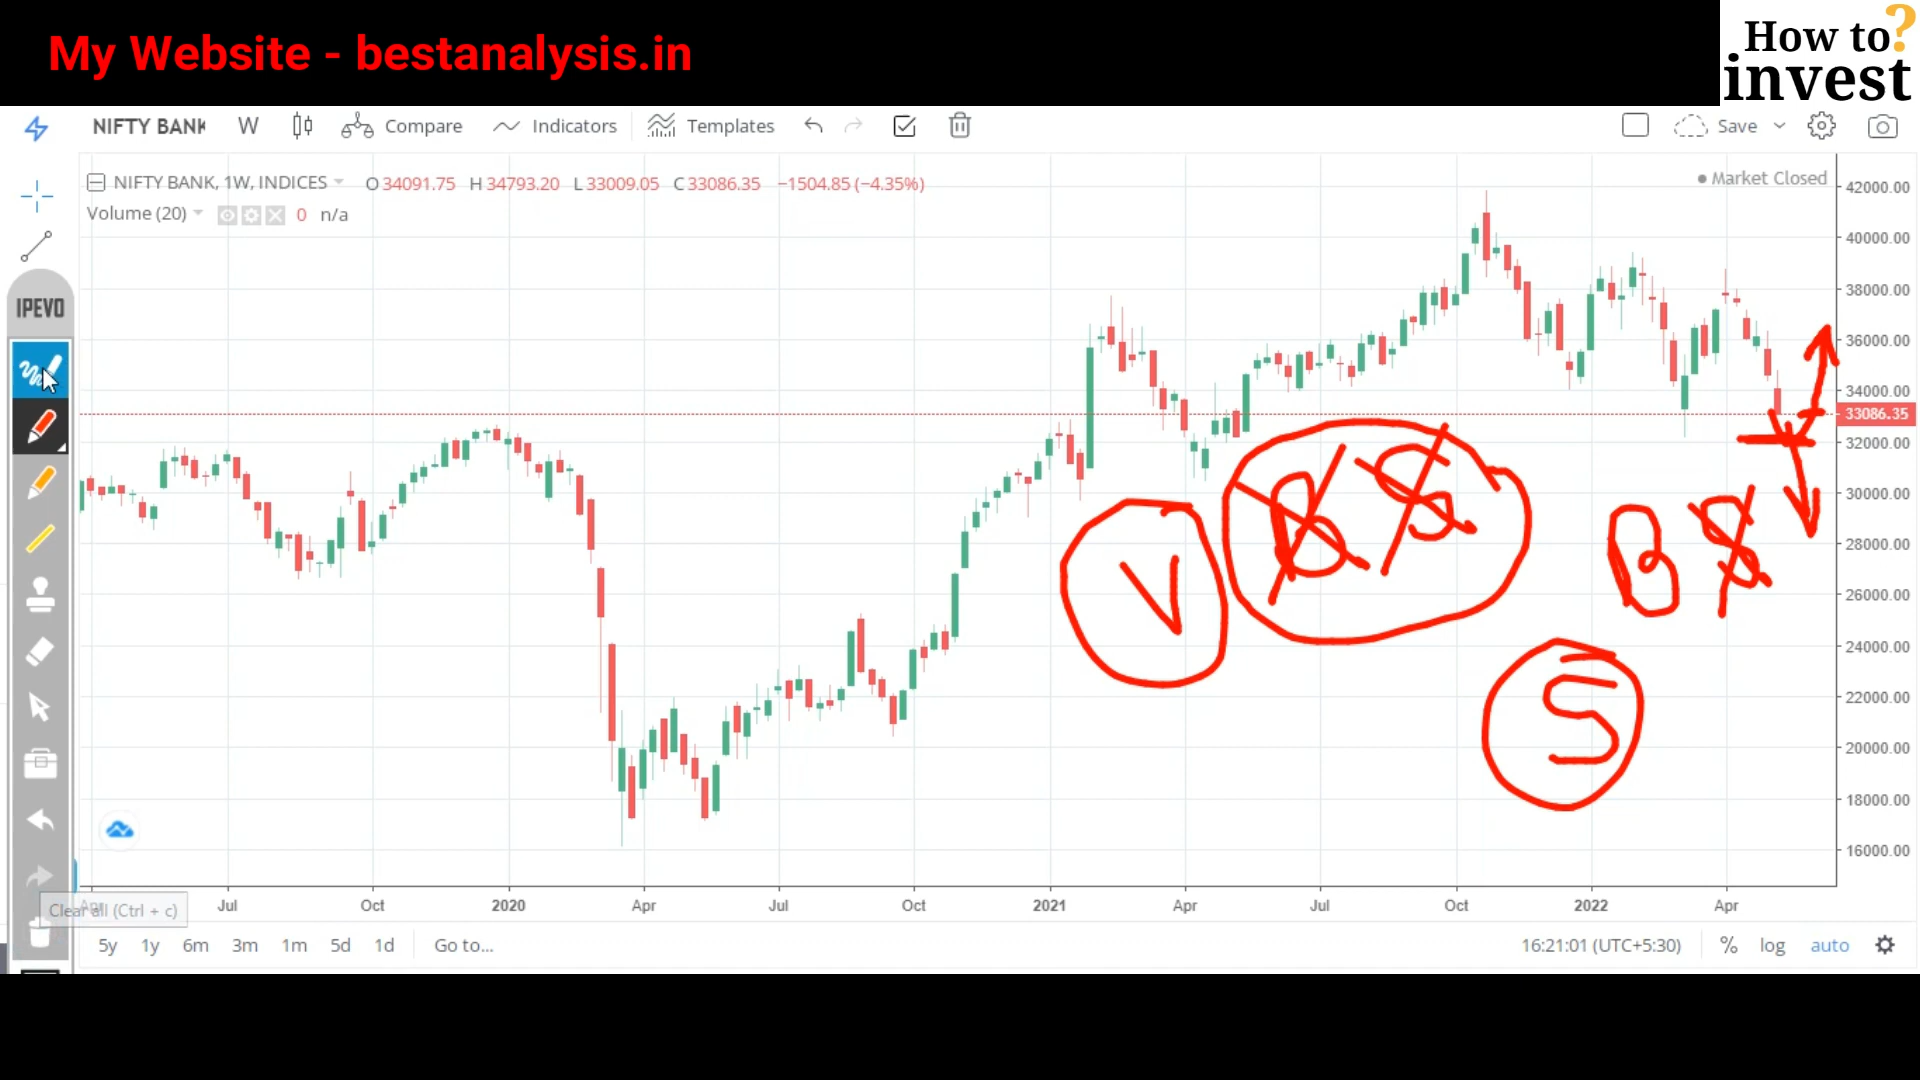 My Website - bestanalysis.in
How to?
invest
NIFTY BANK W Compare Indicators Templates Save
IPEVO
NIFTY BANK, 1W, INDICES O34091.75 H34793.20 L33009.05 C33086.35 −1504.85 (−4.35%)
Market Closed
Volume (20) 0 n/a
42000.00
40000.00
38000.00
36000.00
34000.00
33086.35
32000.00
30000.00
28000.00
26000.00
24000.00
22000.00
20000.00
18000.00
16000.00
V B S B S
S
Clear all (Ctrl + c)
Jul Oct 2020 Apr Jul Oct 2021 Apr Jul Oct 2022 Apr
5y 1y 6m 3m 1m 5d 1d Go to... 16:21:01 (UTC+5:30) % log auto